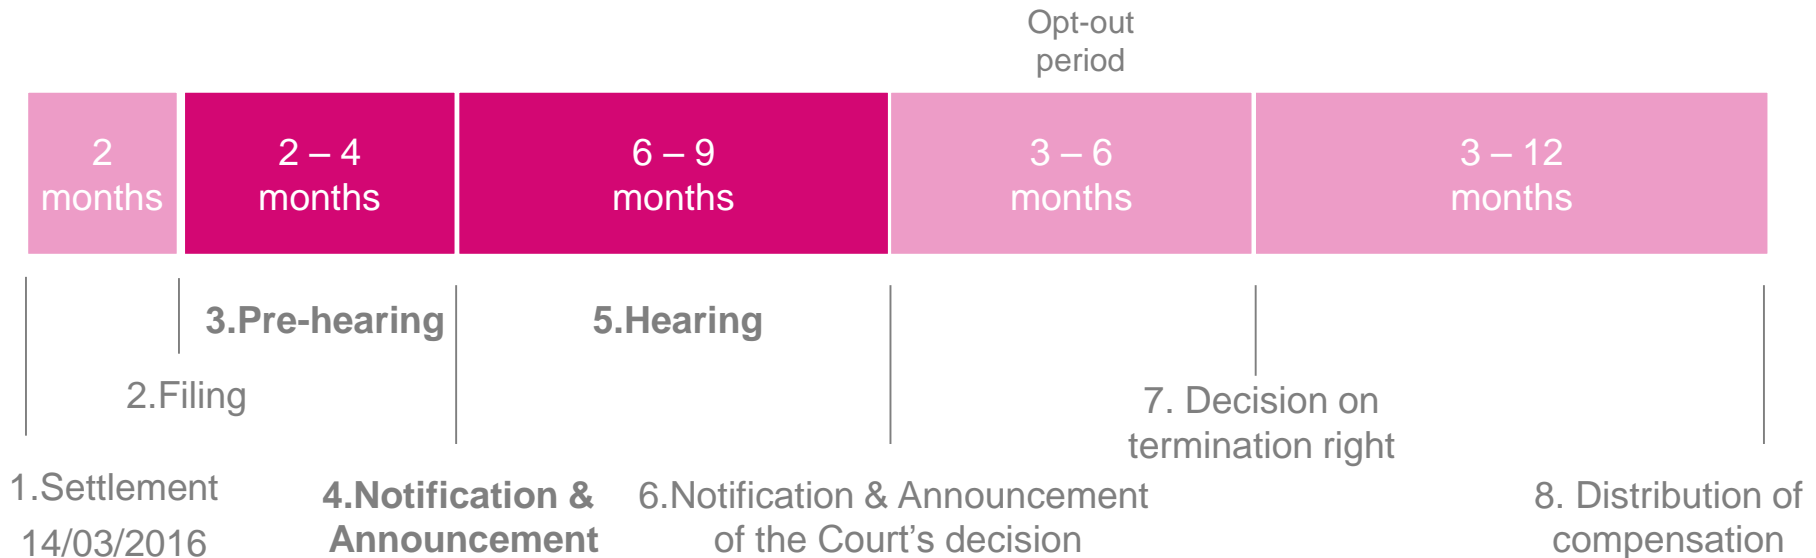 Opt-out
period
2
months
2 – 4
months
6 – 9
months
3 – 6
months
3 – 12
months
3.Pre-hearing
5.Hearing
2.Filing
7. Decision on
termination right
1.Settlement
14/03/2016
4.Notification &
Announcement
6.Notification & Announcement
of the Court’s decision
8. Distribution of
compensation